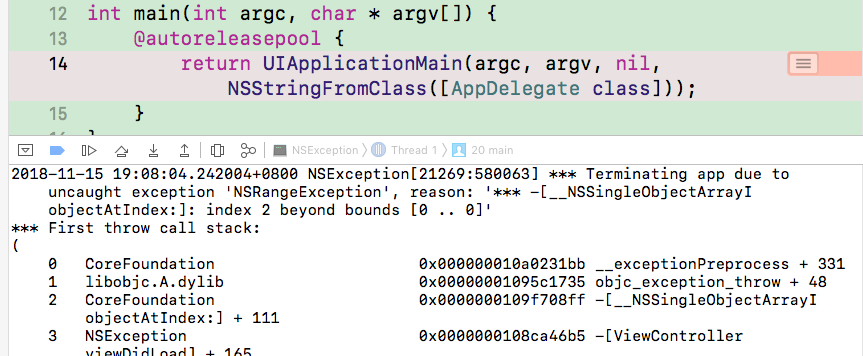 12 int main(int argc, char * argv[]) {
13 @autoreleasepool {
14 return UIApplicationMain(argc, argv, nil,
NSStringFromClass([AppDelegate class]));
15 }
NSException Thread 1 20 main
2018-11-15 19:08:04.242004+0800 NSException[21269:580063] *** Terminating app due to
uncaught exception 'NSRangeException', reason: '*** -[__NSSingleObjectArrayI
objectAtIndex:]: index 2 beyond bounds [0 .. 0]'
*** First throw call stack:
(
0 CoreFoundation 0x000000010a0231bb __exceptionPreprocess + 331
1 libobjc.A.dylib 0x00000001095c1735 objc_exception_throw + 48
2 CoreFoundation 0x0000000109f708ff -[__NSSingleObjectArrayI
objectAtIndex:] + 111
3 NSException 0x0000000108ca46b5 -[ViewController
viewDidLoad] + 165